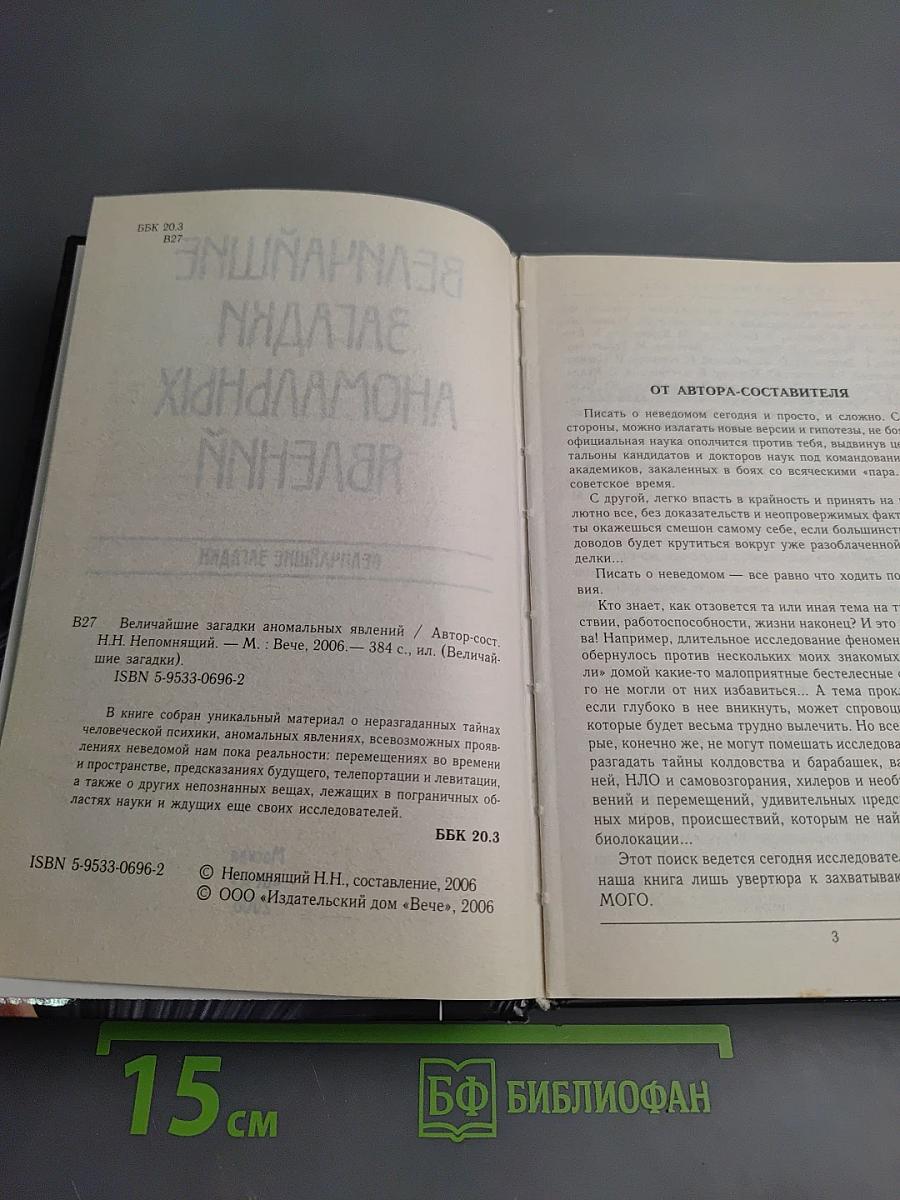 ББК 20.3
В27
ВЕЛИЧАЙШИЕ
ЗАГАДКИ
АНОМАЛЬНЫХ
ЯВЛЕНИЙ
ВЕЛИЧАЙШИЕ ЗАГАДКИ
В27 Величайшие загадки аномальных явлений / Автор-сост.
Н.Н. Непомнящий. — М. : Вече, 2006.— 384 с., ил. (Величай-
шие загадки).
ISBN 5-9533-0696-2
В книге собран уникальный материал о неразгаданных тайнах
человеческой психики, аномальных явлениях, всевозможных прояв-
лениях неведомой нам пока реальности: перемещениях во времени
и пространстве, предсказаниях будущего, телепортации и левитации,
а также о других непознанных вещах, лежащих в пограничных об-
ластях науки и ждущих еще своих исследователей.
ББК 20.3
ISBN 5-9533-0696-2
© Непомнящий Н.Н., составление, 2006
© ООО «Издательский дом «Вече», 2006
ОТ АВТОРА-СОСТАВИТЕЛЯ
Писать о неведомом сегодня и просто, и сложно. С
стороны, можно излагать новые версии и гипотезы, не боя
официальная наука ополчится против тебя, выдвинув це
тальоны кандидатов и докторов наук под командовани
академиков, закаленных в боях со всяческими «пара.
советское время.
С другой, легко впасть в крайность и принять на
лютно все, без доказательств и неопровержимых факт
ты окажешься смешон самому себе, если большинст
доводов будет крутиться вокруг уже разоблаченной
делки...
Писать о неведомом — все равно что ходить по
вия.
Кто знает, как отзовется та или иная тема на т
ствии, работоспособности, жизни наконец? И это
ва! Например, длительное исследование феномен
обернулось против нескольких моих знакомых
ли» домой какие-то малоприятные бестелесные
го не могли от них избавиться... А тема прок
если глубоко в нее вникнуть, может спровоц
которые будет весьма трудно вылечить. Но все
рые, конечно же, не могут помешать исследова
разгадать тайны колдовства и барабашек, ва
ней, НЛО и самовозгорания, хилеров и необ
вений и перемещений, удивительных предс
ных миров, происшествий, которым не най
биолокации...
Этот поиск ведется сегодня исследовател
наша книга лишь увертюра к захватыва
МОГО.
3
15 см
БФ БИБЛИОФАН